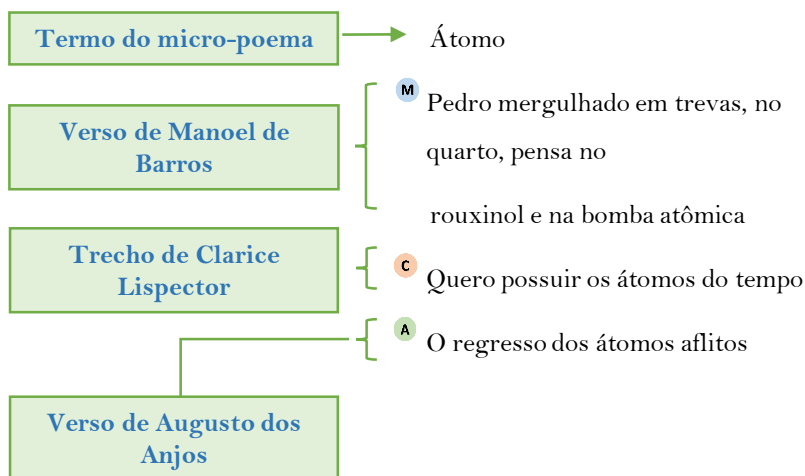 Termo do micro-poema
Átomo
Verso de Manoel de
Barros
M
Pedro mergulhado em trevas, no
quarto, pensa no
rouxinol e na bomba atômica
Trecho de Clarice
Lispector
C
Quero possuir os átomos do tempo
A
O regresso dos átomos aflitos
Verso de Augusto dos
Anjos